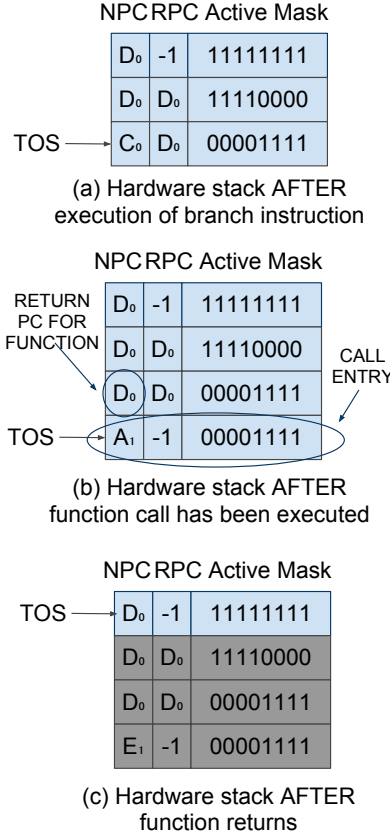 NPC RPC Active Mask
D₀ -1 11111111
D₀ D₀ 11110000
TOS C₀ D₀ 00001111
(a) Hardware stack AFTER
execution of branch instruction
NPC RPC Active Mask
RETURN
PC FOR
FUNCTION
D₀ -1 11111111
D₀ D₀ 11110000
CALL
ENTRY
D₀ D₀ 00001111
TOS A₁ -1 00001111
(b) Hardware stack AFTER
function call has been executed
NPC RPC Active Mask
TOS D₀ -1 11111111
D₀ D₀ 11110000
D₀ D₀ 00001111
E₁ -1 00001111
(c) Hardware stack AFTER
function returns